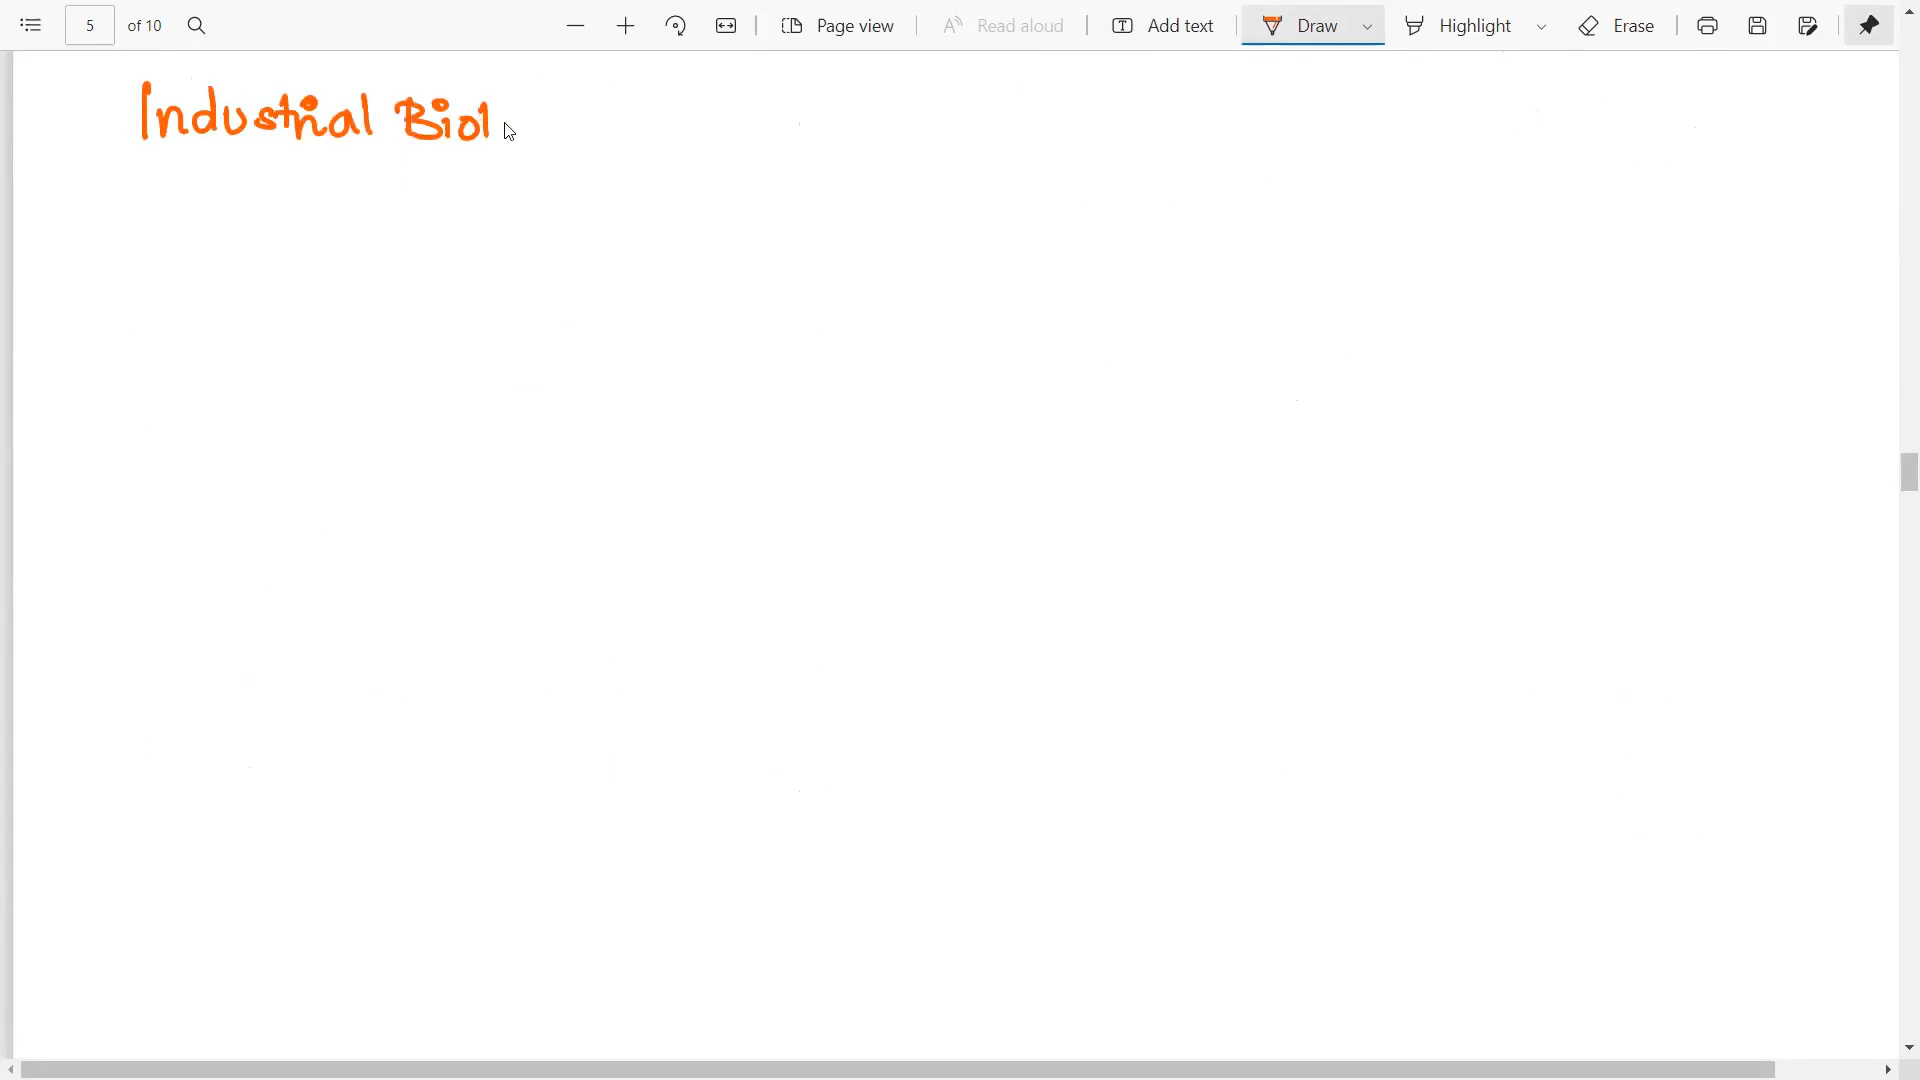 5 of 10 Page view Read aloud Add text Draw Highlight Erase
Industrial Biol